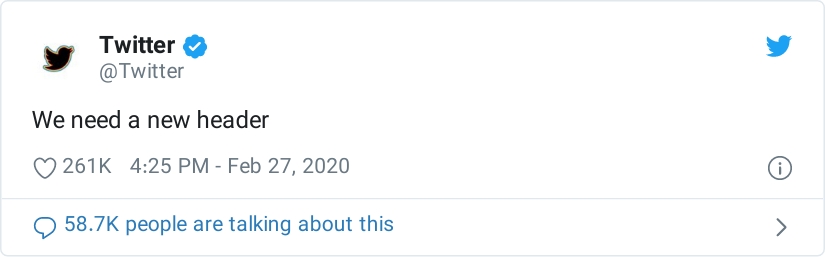 Twitter
@Twitter
We need a new header
261K 4:25 PM - Feb 27, 2020
58.7K people are talking about this